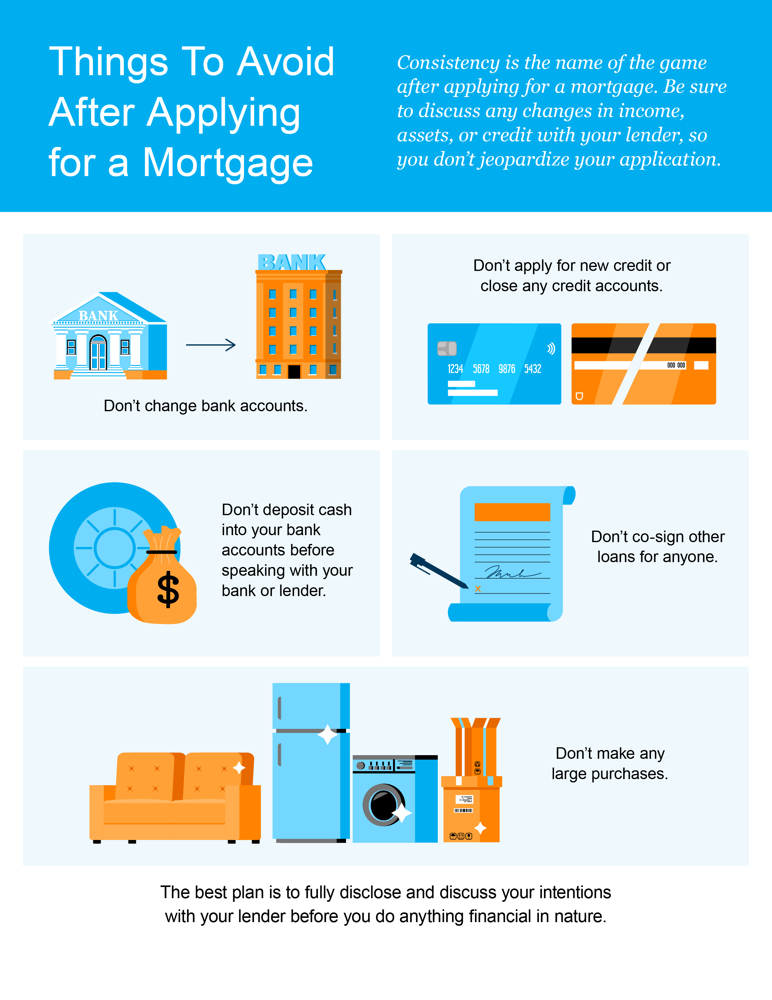 Things To Avoid
After Applying
for a Mortgage
Consistency is the name of the game
after applying for a mortgage. Be sure
to discuss any changes in income,
assets, or credit with your lender, so
you don’t jeopardize your application.
BANK
BANK
Don’t change bank accounts.
Don’t apply for new credit or
close any credit accounts.
1234 5678 9876 5432
000 000
D
Don’t deposit cash
into your bank
accounts before
speaking with your
bank or lender.
$
Don’t co-sign other
loans for anyone.
x
Don’t make any
large purchases.
The best plan is to fully disclose and discuss your intentions
with your lender before you do anything financial in nature.